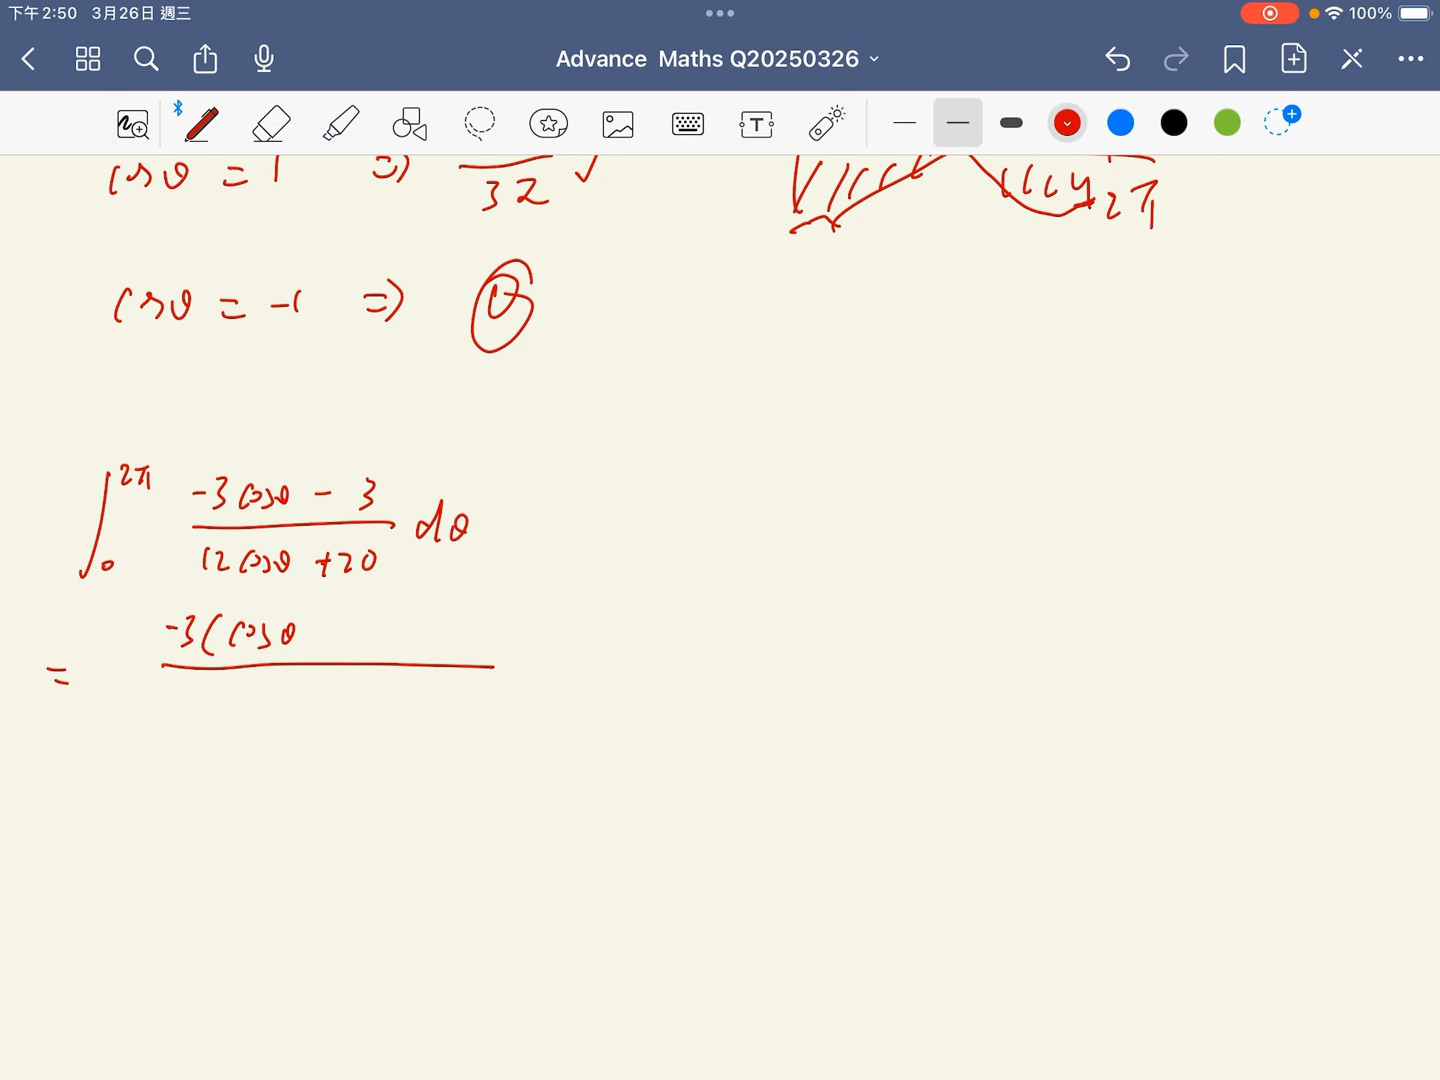 下午2:50 3月26日 週三
100%
Advance Maths Q20250326
cosθ = 1 ⇒ 32 ✓
2π
cosθ = -1 ⇒ 0
∫₀^2π (-3cosθ - 3)/(12cosθ + 20) dθ
= -3(cosθ